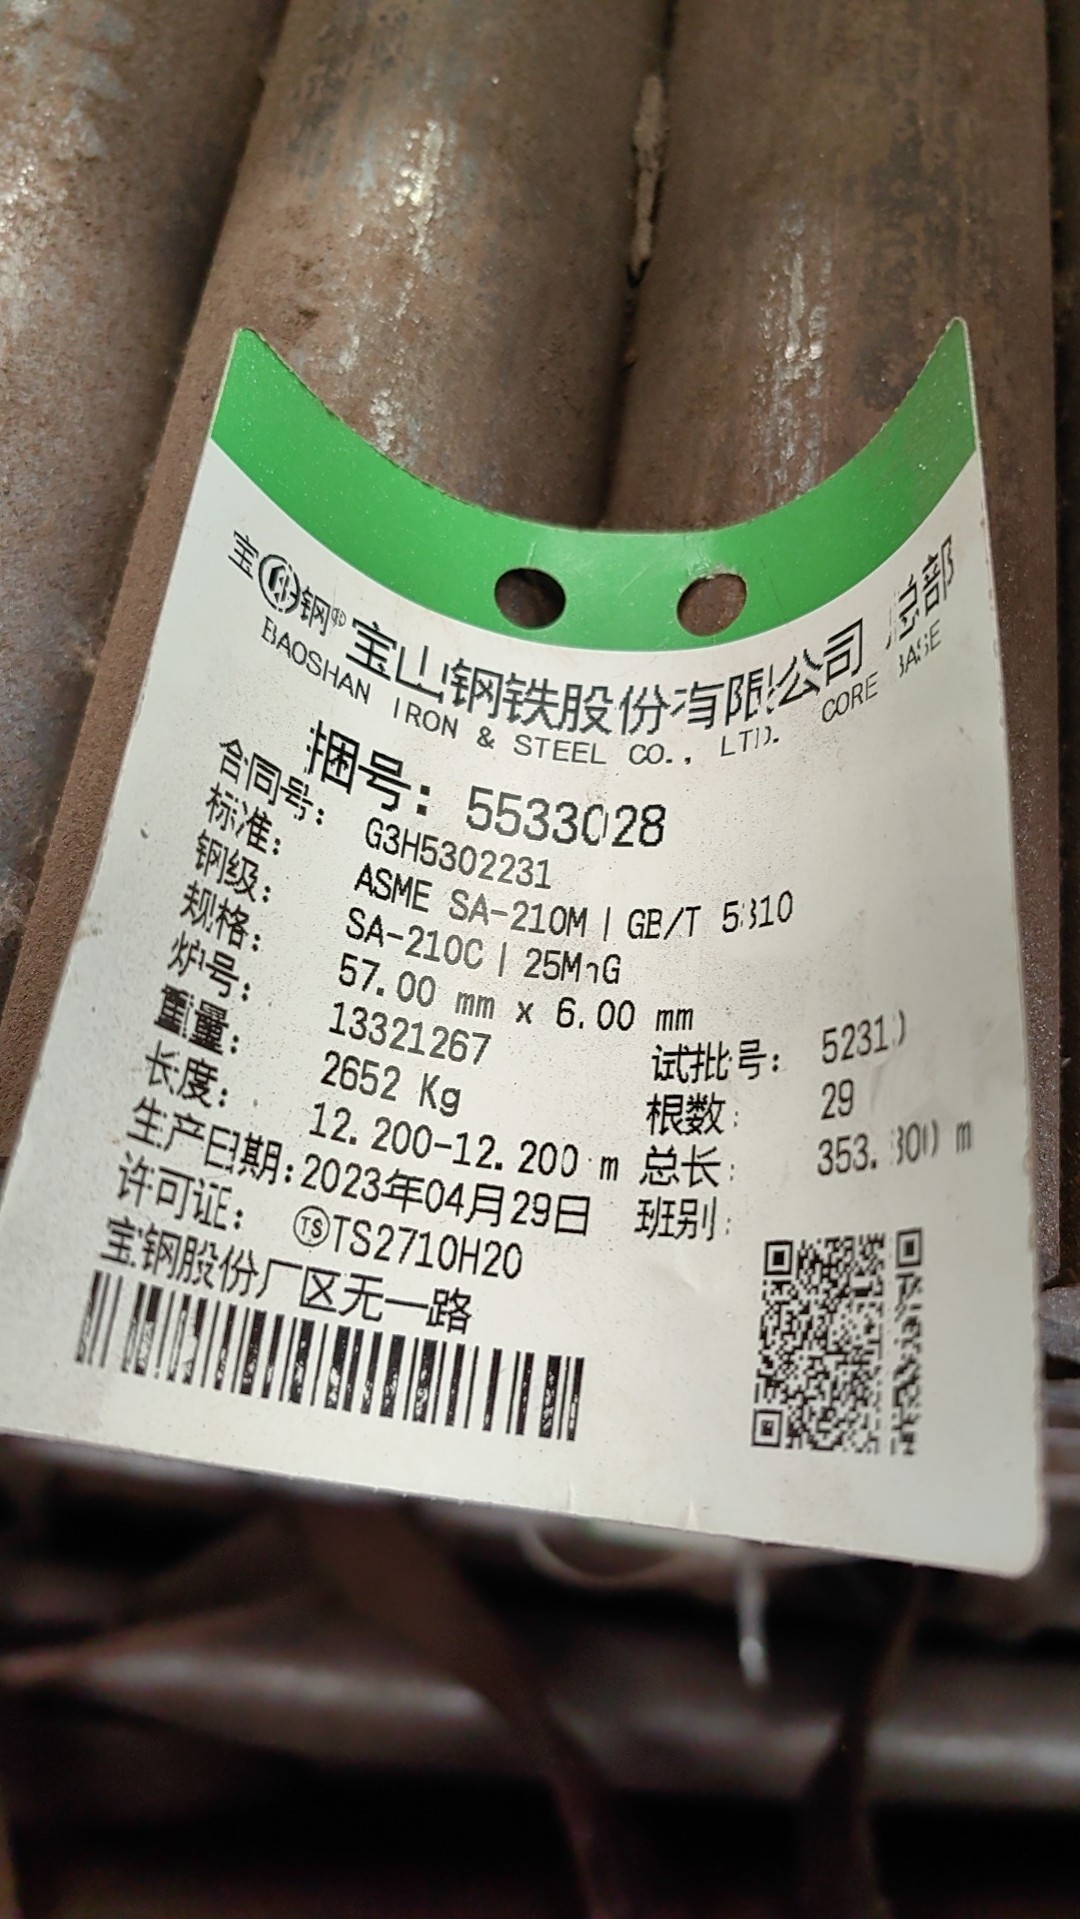 宝钢 宝山钢铁股份有限公司 总部
BAOSHAN IRON & STEEL CO., LTD. CORE BASE
捆号: 5533028
合同号: G3H5302231
标准: ASME SA-210M | GB/T 5310
钢级: SA-210C | 25MnG
规格: 57.00 mm x 6.00 mm
炉号: 13321267 试批号: 52310
重量: 2652 Kg 根数: 29
长度: 12.200-12.200 m 总长: 353.800 m
生产日期: 2023年04月29日 班别:
许可证: TS TS2710H20
宝钢股份厂区无一路